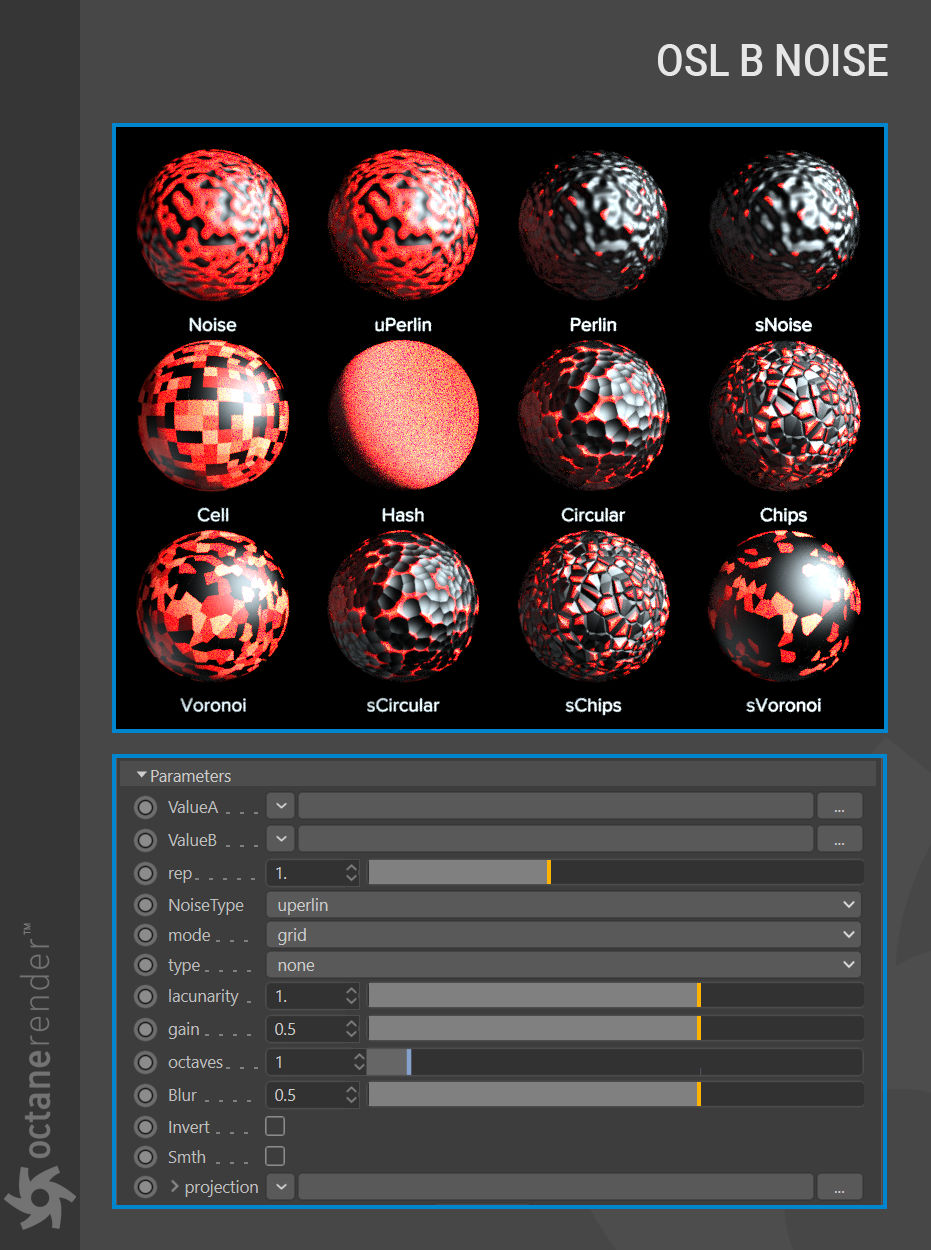 OSL B NOISE
Noise uPerlin Perlin sNoise
Cell Hash Circular Chips
Voronoi sCircular sChips sVoronoi
Parameters
ValueA ...
ValueB ...
rep 1.
NoiseType uperlin
mode grid
type none
lacunarity 1.
gain 0.5
octaves 1
Blur 0.5
Invert
Smth
projection ...
octanerender™